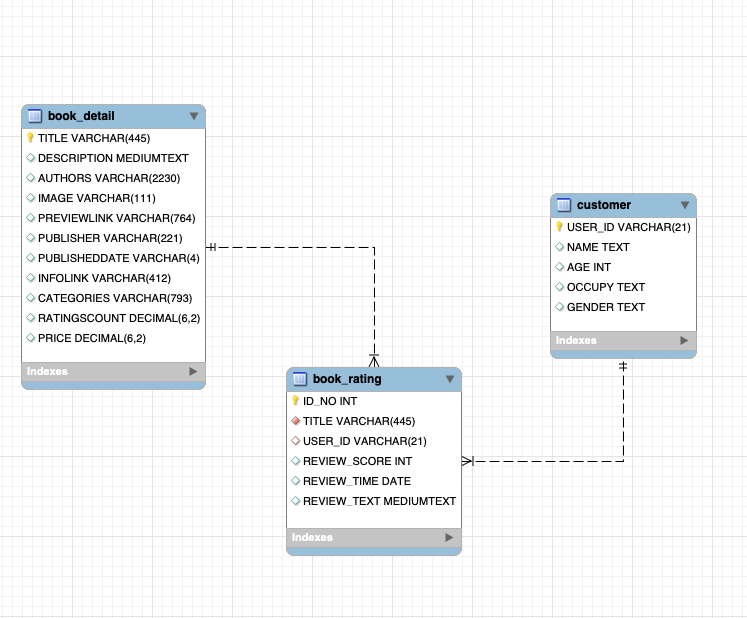 book_detail
TITLE VARCHAR(445)
DESCRIPTION MEDIUMTEXT
AUTHORS VARCHAR(2230)
IMAGE VARCHAR(111)
PREVIEWLINK VARCHAR(764)
PUBLISHER VARCHAR(221)
PUBLISHEDDATE VARCHAR(4)
INFOLINK VARCHAR(412)
CATEGORIES VARCHAR(793)
RATINGSCOUNT DECIMAL(6,2)
PRICE DECIMAL(6,2)
Indexes
customer
USER_ID VARCHAR(21)
NAME TEXT
AGE INT
OCCUPY TEXT
GENDER TEXT
Indexes
book_rating
ID_NO INT
TITLE VARCHAR(445)
USER_ID VARCHAR(21)
REVIEW_SCORE INT
REVIEW_TIME DATE
REVIEW_TEXT MEDIUMTEXT
Indexes